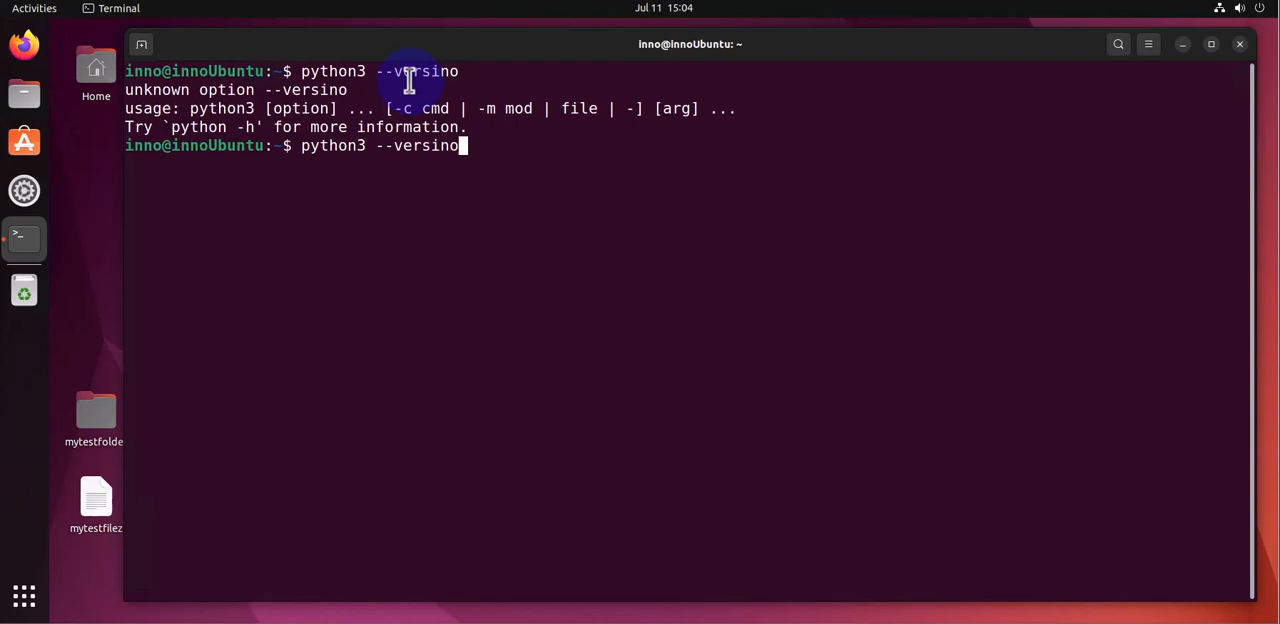 Activities
Terminal
Jul 11 15:04
inno@innoUbuntu: ~
Home
inno@innoUbuntu:~$ python3 --versino
unknown option --versino
usage: python3 [option] ... [-c cmd | -m mod | file | -] [arg] ...
Try `python -h' for more information.
inno@innoUbuntu:~$ python3 --versino
>_
mytestfolde
mytestfilez